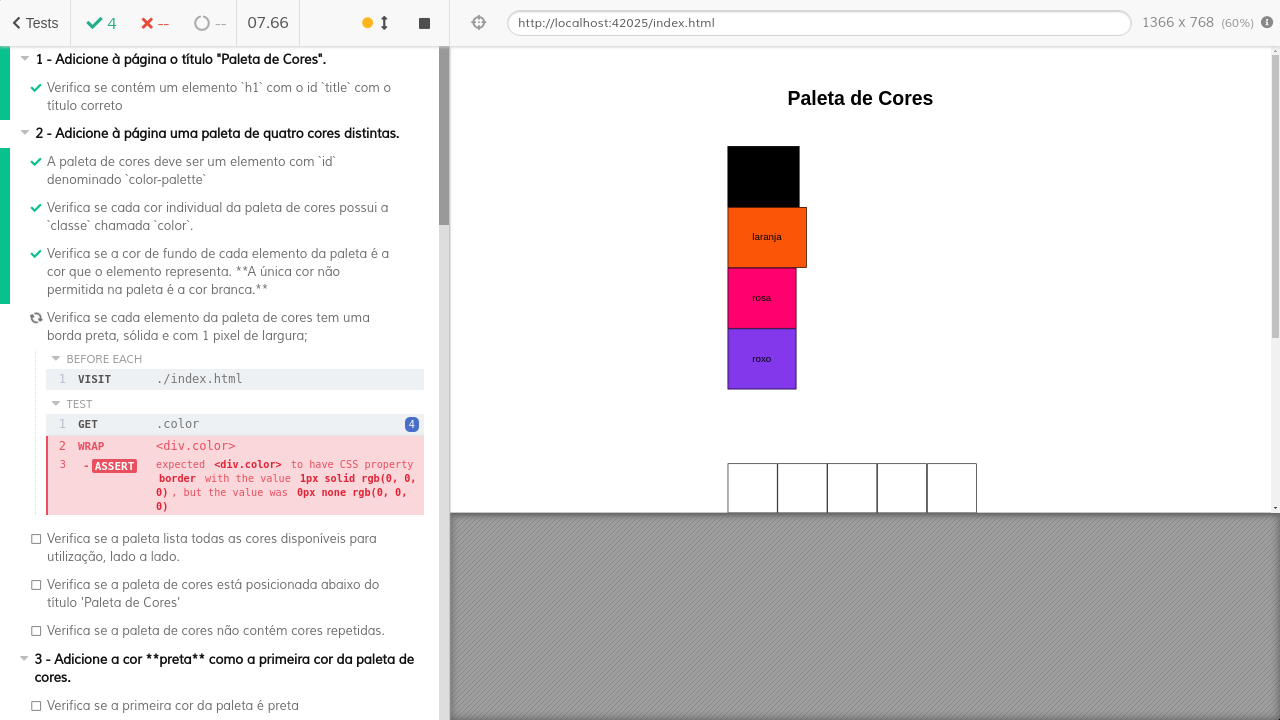 Tests
4
--
--
07.66
http://localhost:42025/index.html
1366 x 768 (60%)
1 - Adicione à página o título "Paleta de Cores".
Verifica se contém um elemento `h1` com o id `title` com o
título correto
2 - Adicione à página uma paleta de quatro cores distintas.
A paleta de cores deve ser um elemento com `id`
denominado `color-palette`
Verifica se cada cor individual da paleta de cores possui a
`classe` chamada `color`.
Verifica se a cor de fundo de cada elemento da paleta é a
cor que o elemento representa. **A única cor não
permitida na paleta é a cor branca.**
Verifica se cada elemento da paleta de cores tem uma
borda preta, sólida e com 1 pixel de largura;
BEFORE EACH
1 VISIT ./index.html
TEST
1 GET .color 4
2 WRAP <div.color>
3 -ASSERT expected <div.color> to have CSS property
border with the value 1px solid rgb(0, 0,
0) , but the value was 0px none rgb(0, 0,
0)
Verifica se a paleta lista todas as cores disponíveis para
utilização, lado a lado.
Verifica se a paleta de cores está posicionada abaixo do
título 'Paleta de Cores'
Verifica se a paleta de cores não contém cores repetidas.
3 - Adicione a cor **preta** como a primeira cor da paleta de
cores.
Verifica se a primeira cor da paleta é preta
Paleta de Cores
laranja
rosa
roxo